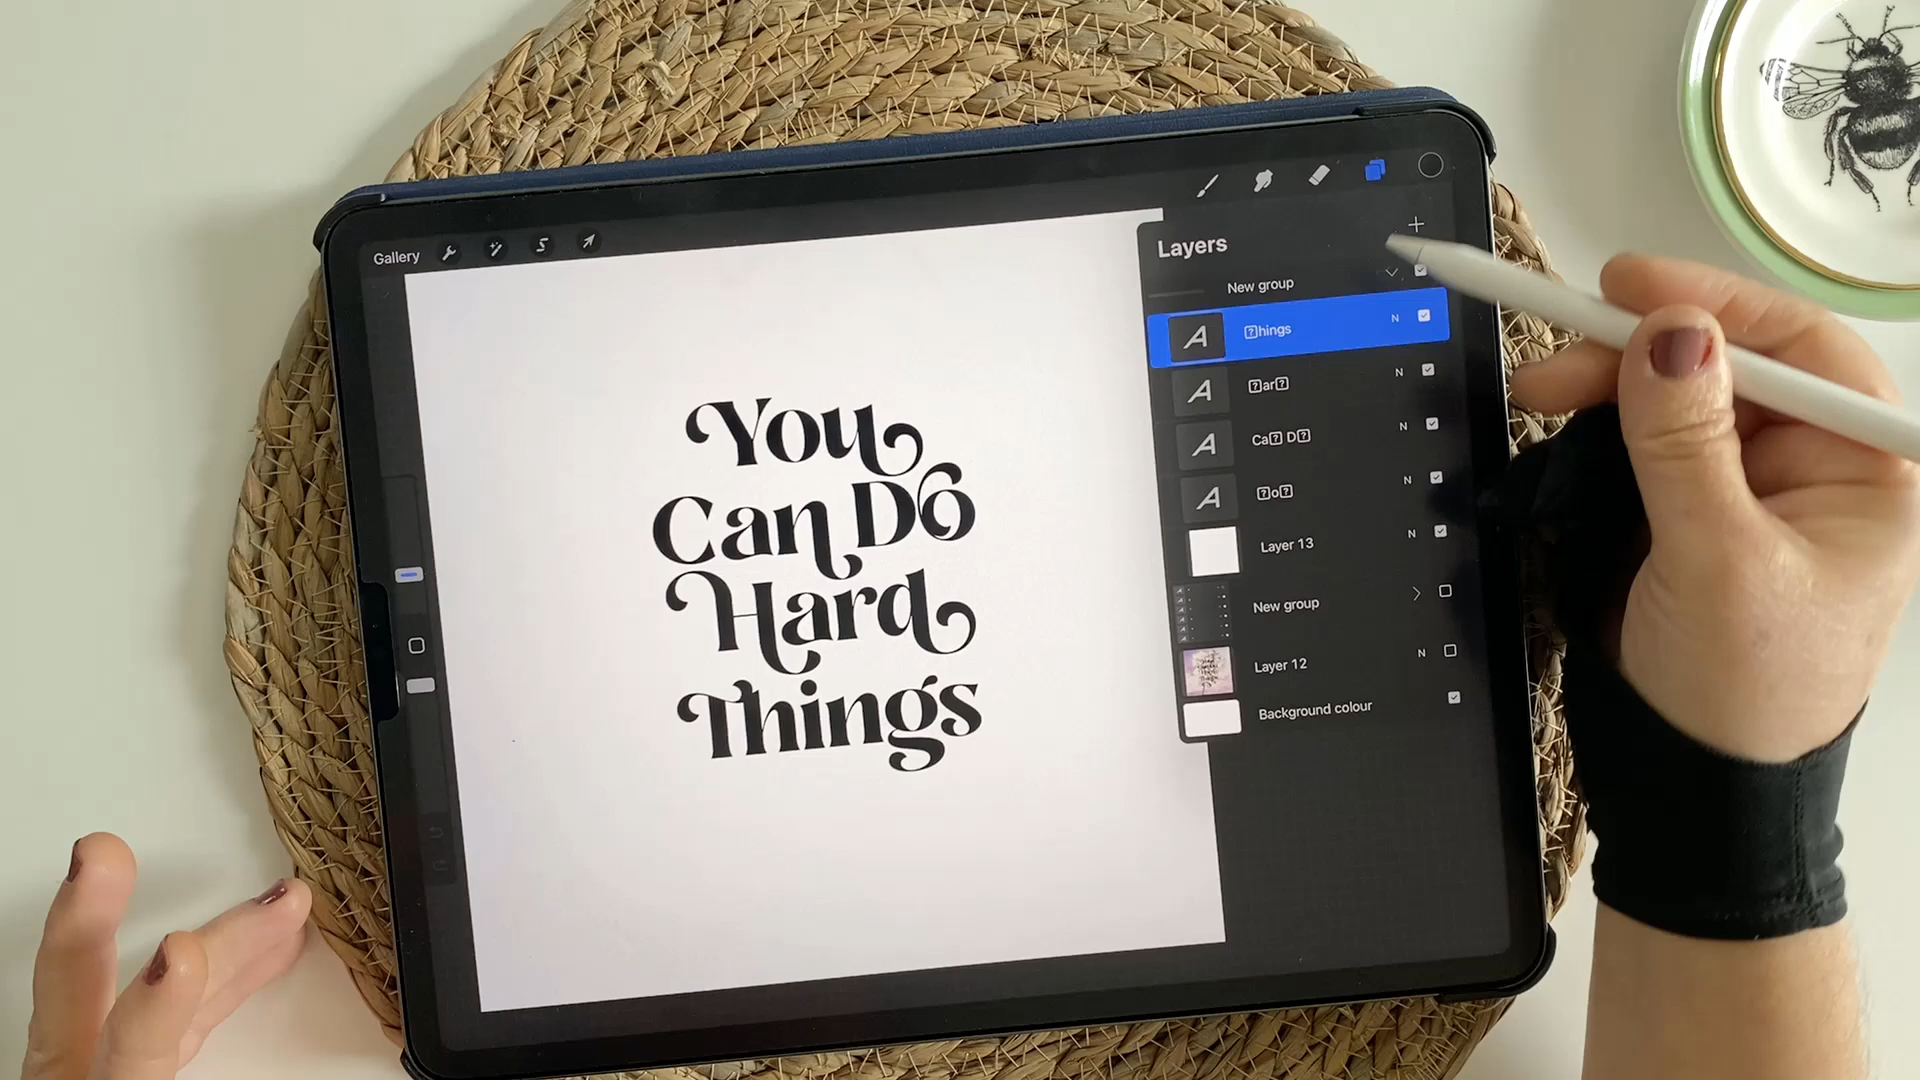 Gallery
You
Can Do
Hard
Things
Layers
New group
⍰hings N
⍰ar⍰ N
Ca⍰ D⍰ N
⍰o⍰ N
Layer 13 N
New group
Layer 12 N
Background colour